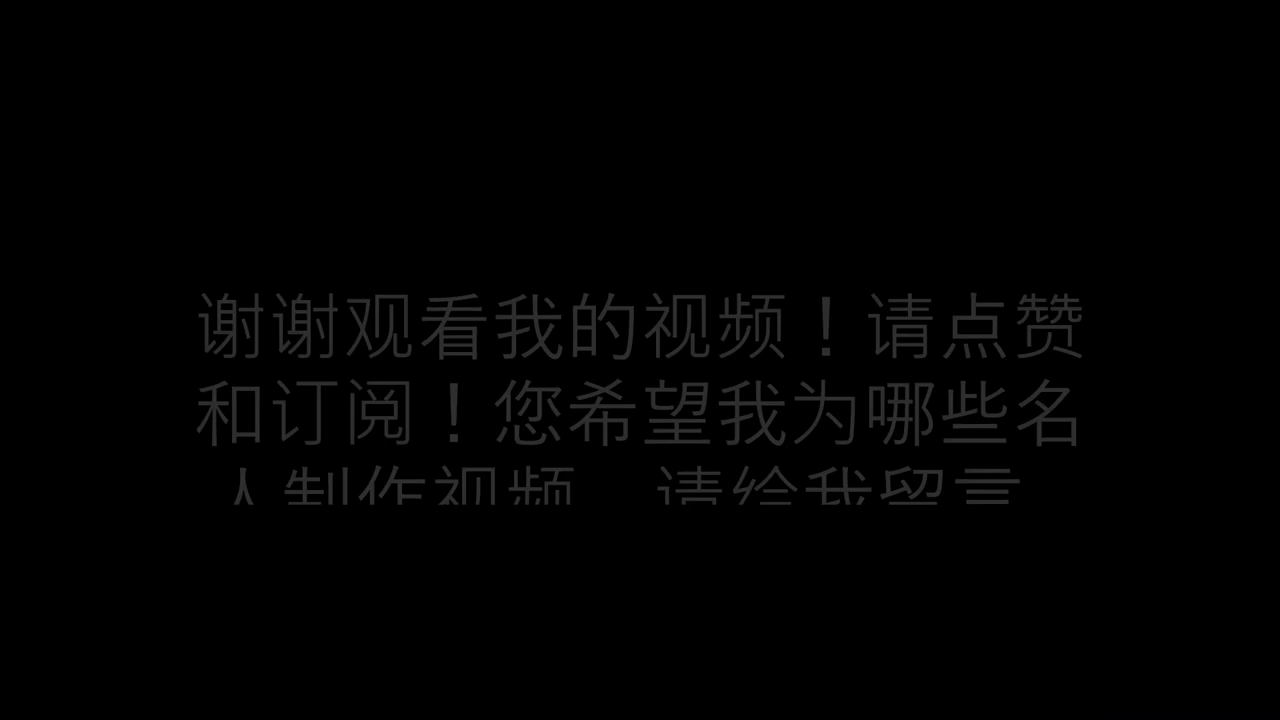 谢谢观看我的视频！请点赞
和订阅！您希望我为哪些名
人制作视频 请给我留言